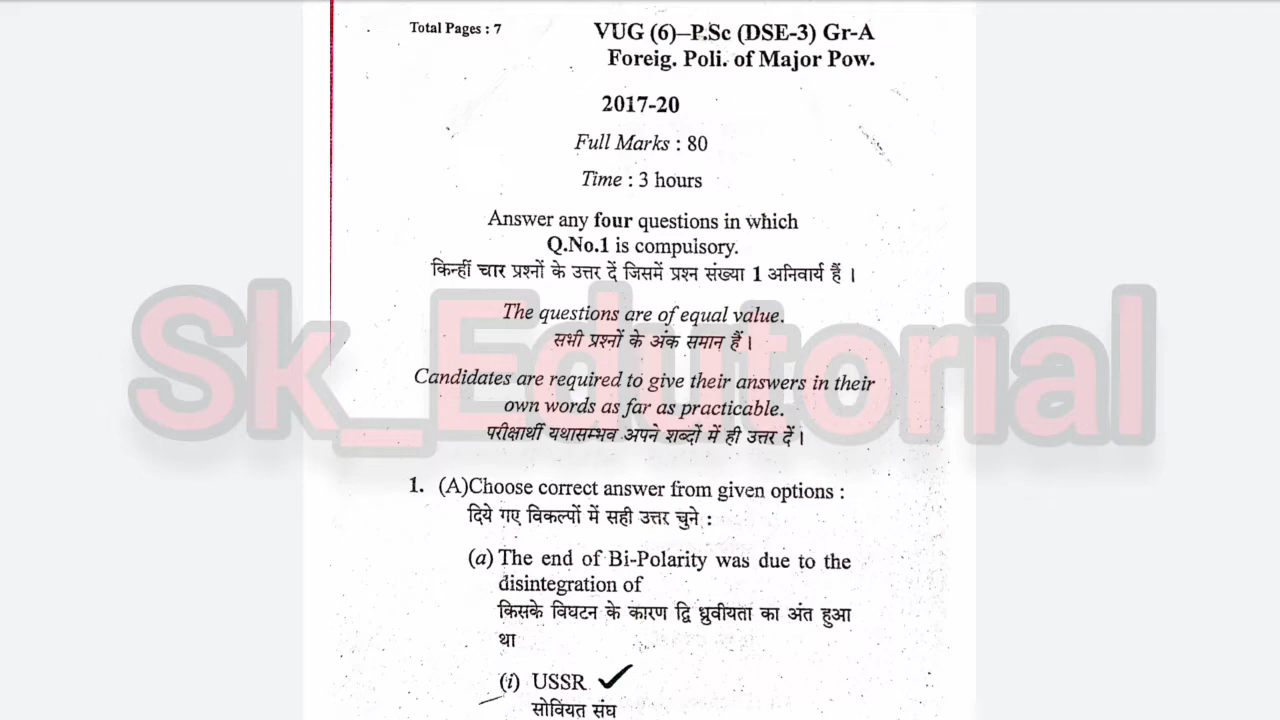 Total Pages : 7
VUG (6)–P.Sc (DSE-3) Gr-A
Foreig. Poli. of Major Pow.
2017-20
Full Marks : 80
Time : 3 hours
Answer any four questions in which
Q.No.1 is compulsory.
किन्हीं चार प्रश्नों के उत्तर दें जिसमें प्रश्न संख्या 1 अनिवार्य हैं ।
The questions are of equal value.
सभी प्रश्नों के अंक समान हैं ।
Candidates are required to give their answers in their
own words as far as practicable.
परीक्षार्थी यथासम्भव अपने शब्दों में ही उत्तर दें ।
Sk_Edutorial
1. (A)Choose correct answer from given options :
दिये गए विकल्पों में सही उत्तर चुने :
(a) The end of Bi-Polarity was due to the
disintegration of
किसके विघटन के कारण द्वि ध्रुवीयता का अंत हुआ
था
(i) USSR ✓
सोवियत संघ